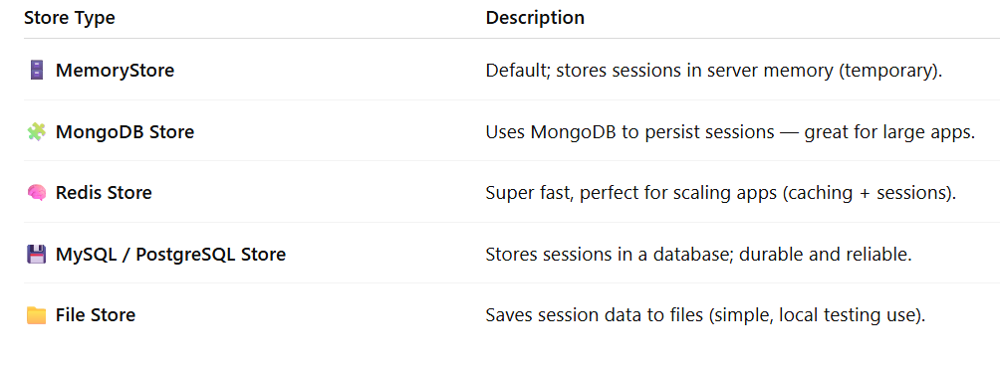 Store Type Description
MemoryStore Default; stores sessions in server memory (temporary).
MongoDB Store Uses MongoDB to persist sessions — great for large apps.
Redis Store Super fast, perfect for scaling apps (caching + sessions).
MySQL / PostgreSQL Store Stores sessions in a database; durable and reliable.
File Store Saves session data to files (simple, local testing use).